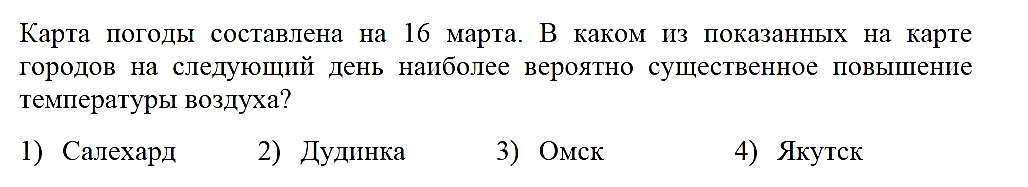 Карта погоды составлена на 16 марта. В каком из показанных на карте
городов на следующий день наиболее вероятно существенное повышение
температуры воздуха?
1) Салехард 2) Дудинка 3) Омск 4) Якутск